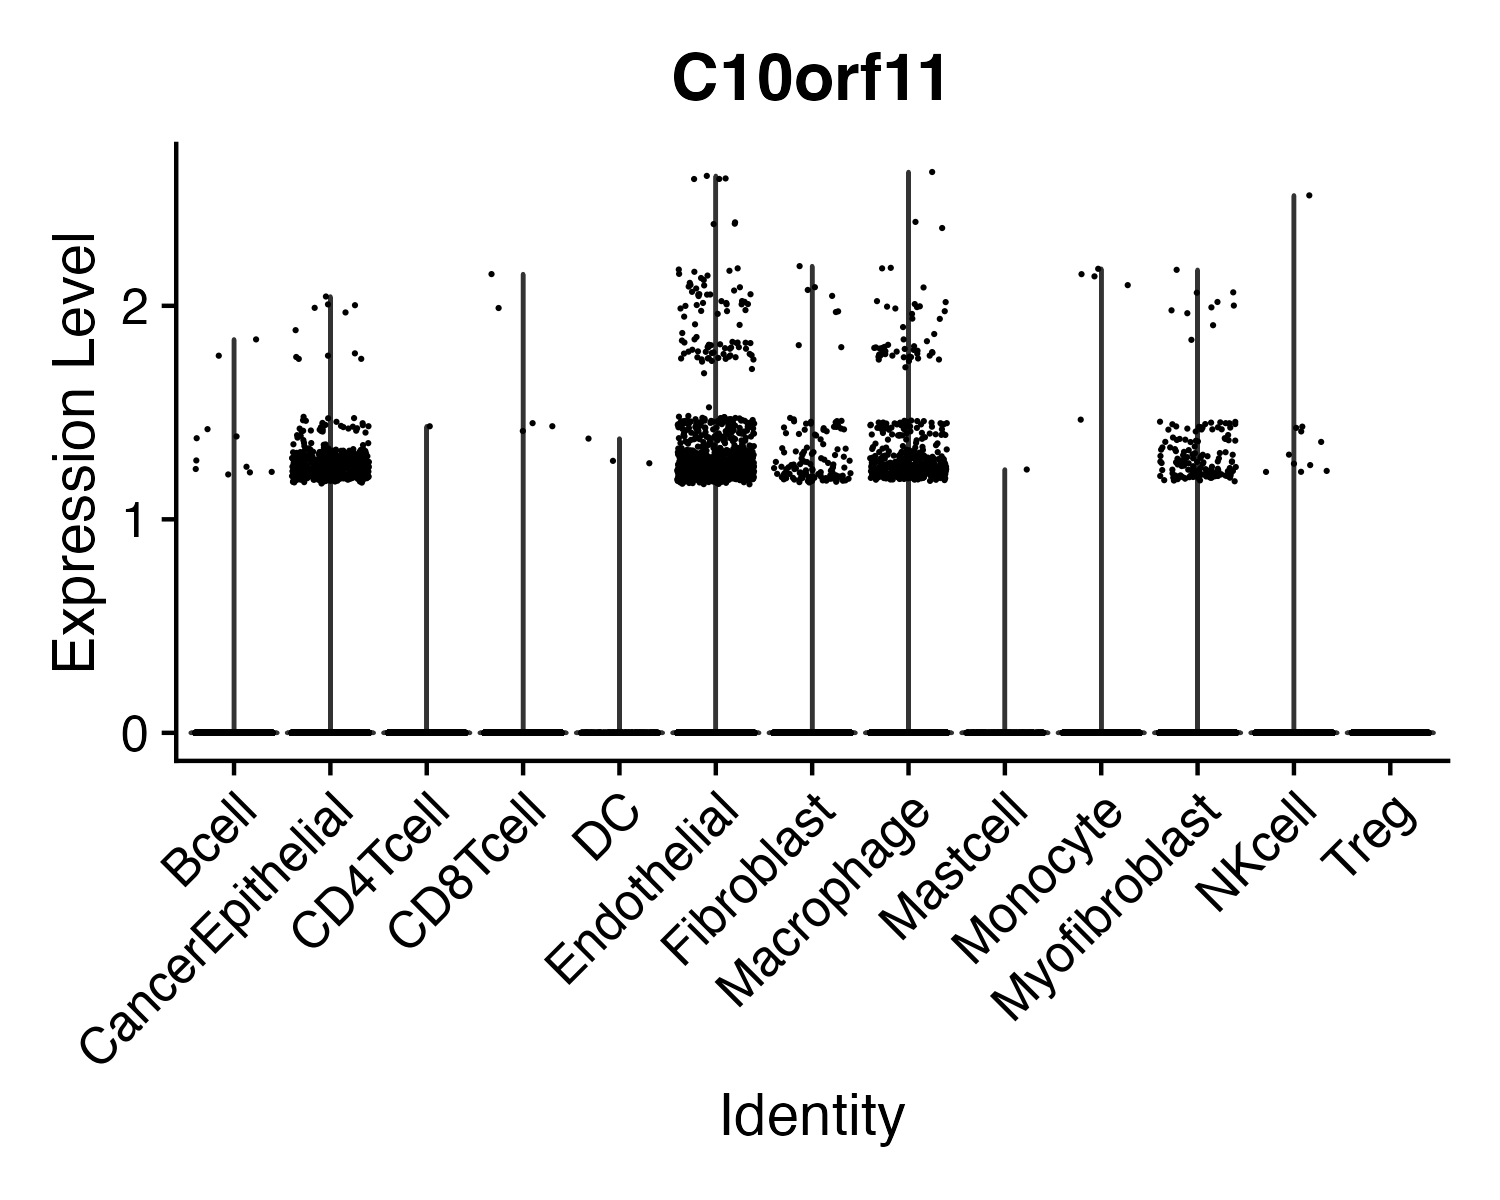 C10orf11
Expression Level
2
1
0
Bcell
CancerEpithelial
CD4Tcell
CD8Tcell
DC
Endothelial
Fibroblast
Macrophage
Mastcell
Monocyte
Myofibroblast
NKcell
Treg
Identity